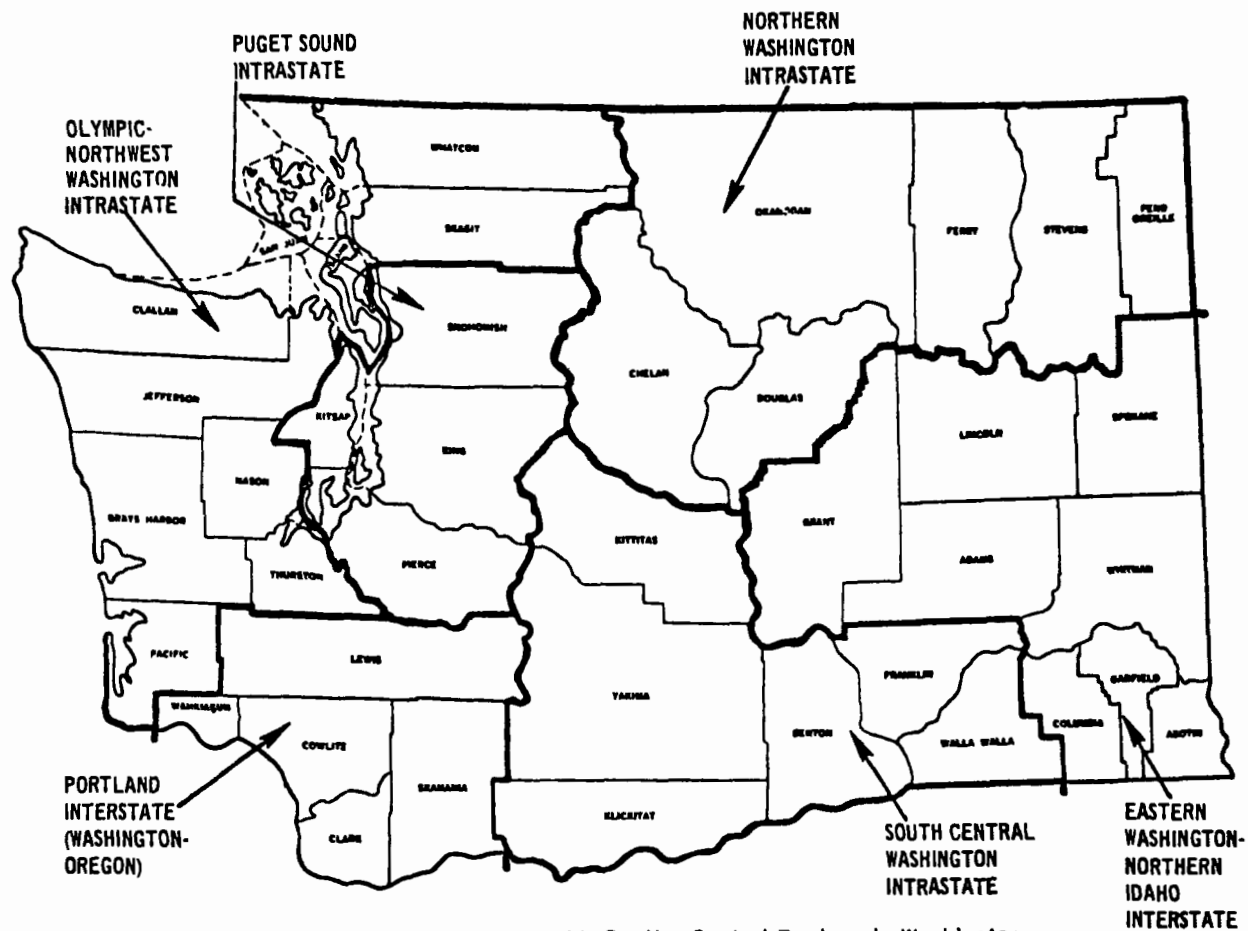 PUGET SOUND
INTRASTATE
NORTHERN
WASHINGTON
INTRASTATE
OLYMPIC-
NORTHWEST
WASHINGTON
INTRASTATE
WHATCOM
SKAGIT
SAN JUAN
OKANOGAN
FERRY
STEVENS
PEND
OREILLE
CLALLAM
SNOHOMISH
CHELAN
DOUGLAS
JEFFERSON
KITSAP
KING
LINCOLN
SPOKANE
MASON
GRAYS HARBOR
GRANT
KITTITAS
ADAMS
WHITMAN
THURSTON
PIERCE
PACIFIC
LEWIS
YAKIMA
FRANKLIN
GARFIELD
WAHKIAKUM
COWLITZ
SKAMANIA
BENTON
WALLA WALLA
COLUMBIA
ASOTIN
CLARK
KLICKITAT
PORTLAND
INTERSTATE
(WASHINGTON-
OREGON)
SOUTH CENTRAL
WASHINGTON
INTRASTATE
EASTERN
WASHINGTON-
NORTHERN
IDAHO
INTERSTATE